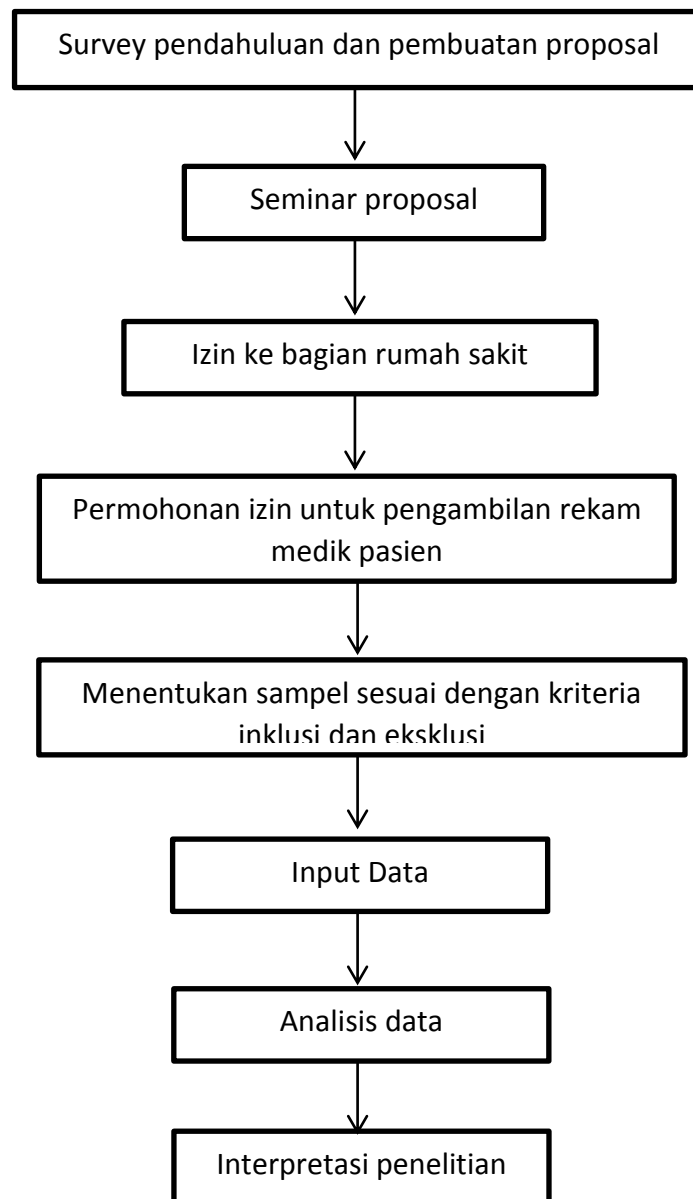 Survey pendahuluan dan pembuatan proposal
Seminar proposal
Izin ke bagian rumah sakit
Permohonan izin untuk pengambilan rekam
medik pasien
Menentukan sampel sesuai dengan kriteria
inklusi dan eksklusi
Input Data
Analisis data
Interpretasi penelitian